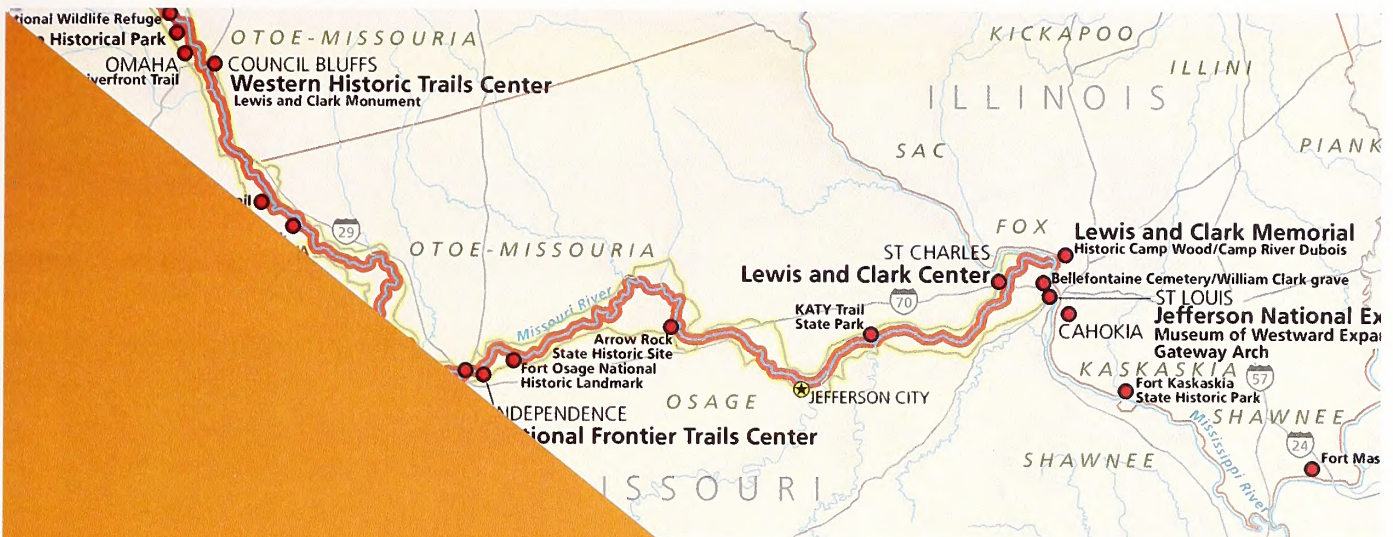 tional Wildlife Refuge
Historical Park
OTOE-MISSOURIA
OMAHA
iverfront Trail
COUNCIL BLUFFS
Western Historic Trails Center
Lewis and Clark Monument
KICKAPOO
ILLINI
ILLINOIS
SAC
PIANK
ail
29
OTOE-MISSOURIA
FOX
Lewis and Clark Memorial
Historic Camp Wood/Camp River Dubois
ST CHARLES
Lewis and Clark Center
Bellefontaine Cemetery/William Clark grave
ST LOUIS
Jefferson National Ex
Museum of Westward Expa
Gateway Arch
CAHOKIA
70
KATY Trail
State Park
Missouri River
Arrow Rock
State Historic Site
Fort Osage National
Historic Landmark
KASKASKIA
57
Fort Kaskaskia
State Historic Park
JEFFERSON CITY
OSAGE
NDEPENDENCE
tional Frontier Trails Center
SHAWNEE
Mississippi River
24
SHAWNEE
Fort Mas
ISSOURI